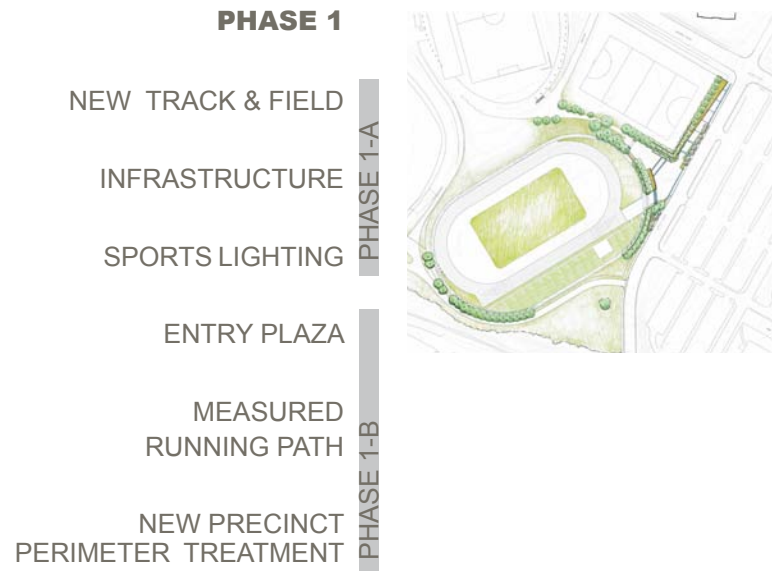 PHASE 1
NEW TRACK & FIELD
INFRASTRUCTURE
SPORTS LIGHTING
PHASE 1-A
ENTRY PLAZA
MEASURED
RUNNING PATH
NEW PRECINCT
PERIMETER TREATMENT
PHASE 1-B